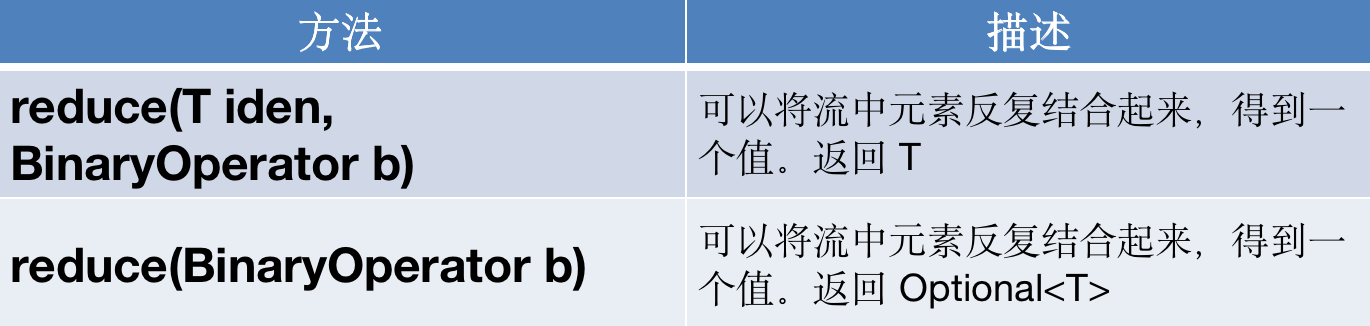 方法
描述
reduce(T iden,
BinaryOperator b)
可以将流中元素反复结合起来，得到一
个值。返回 T
reduce(BinaryOperator b)
可以将流中元素反复结合起来，得到一
个值。返回 Optional<T>